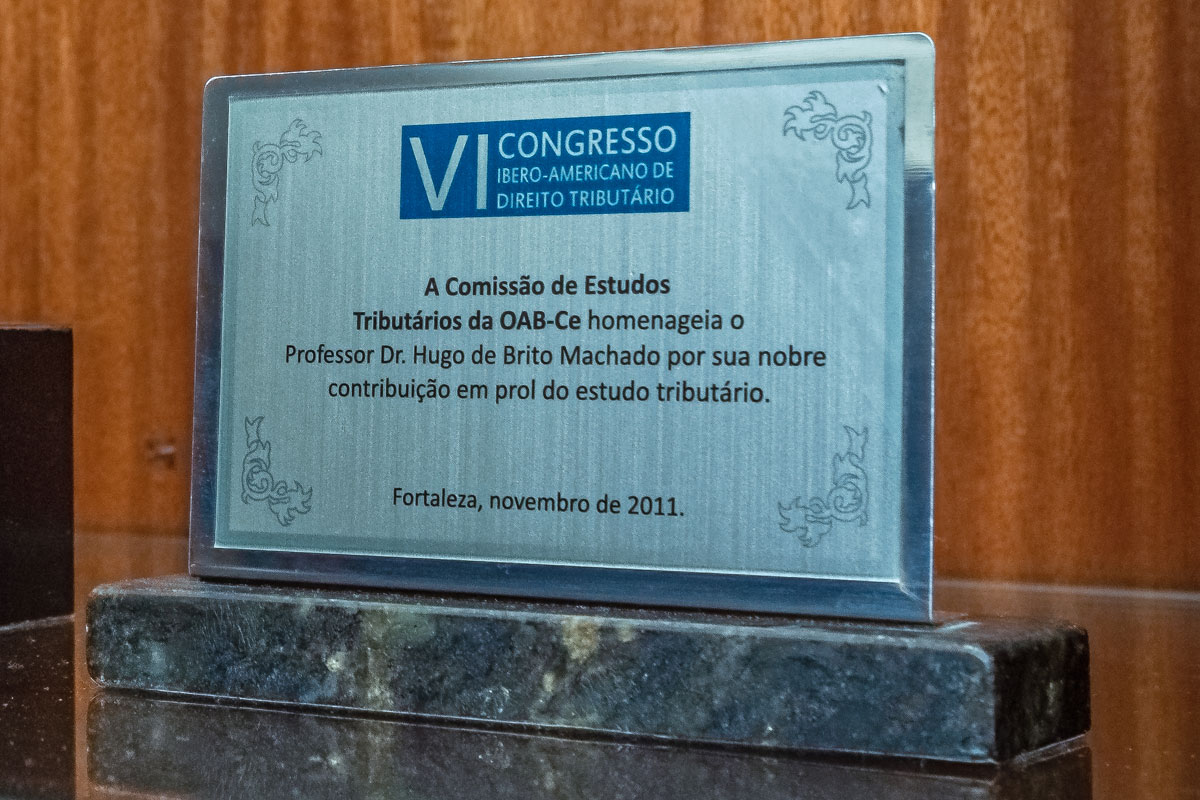 VI CONGRESSO
IBERO-AMERICANO DE
DIREITO TRIBUTÁRIO
A Comissão de Estudos
Tributários da OAB-Ce homenageia o
Professor Dr. Hugo de Brito Machado por sua nobre
contribuição em prol do estudo tributário.
Fortaleza, novembro de 2011.